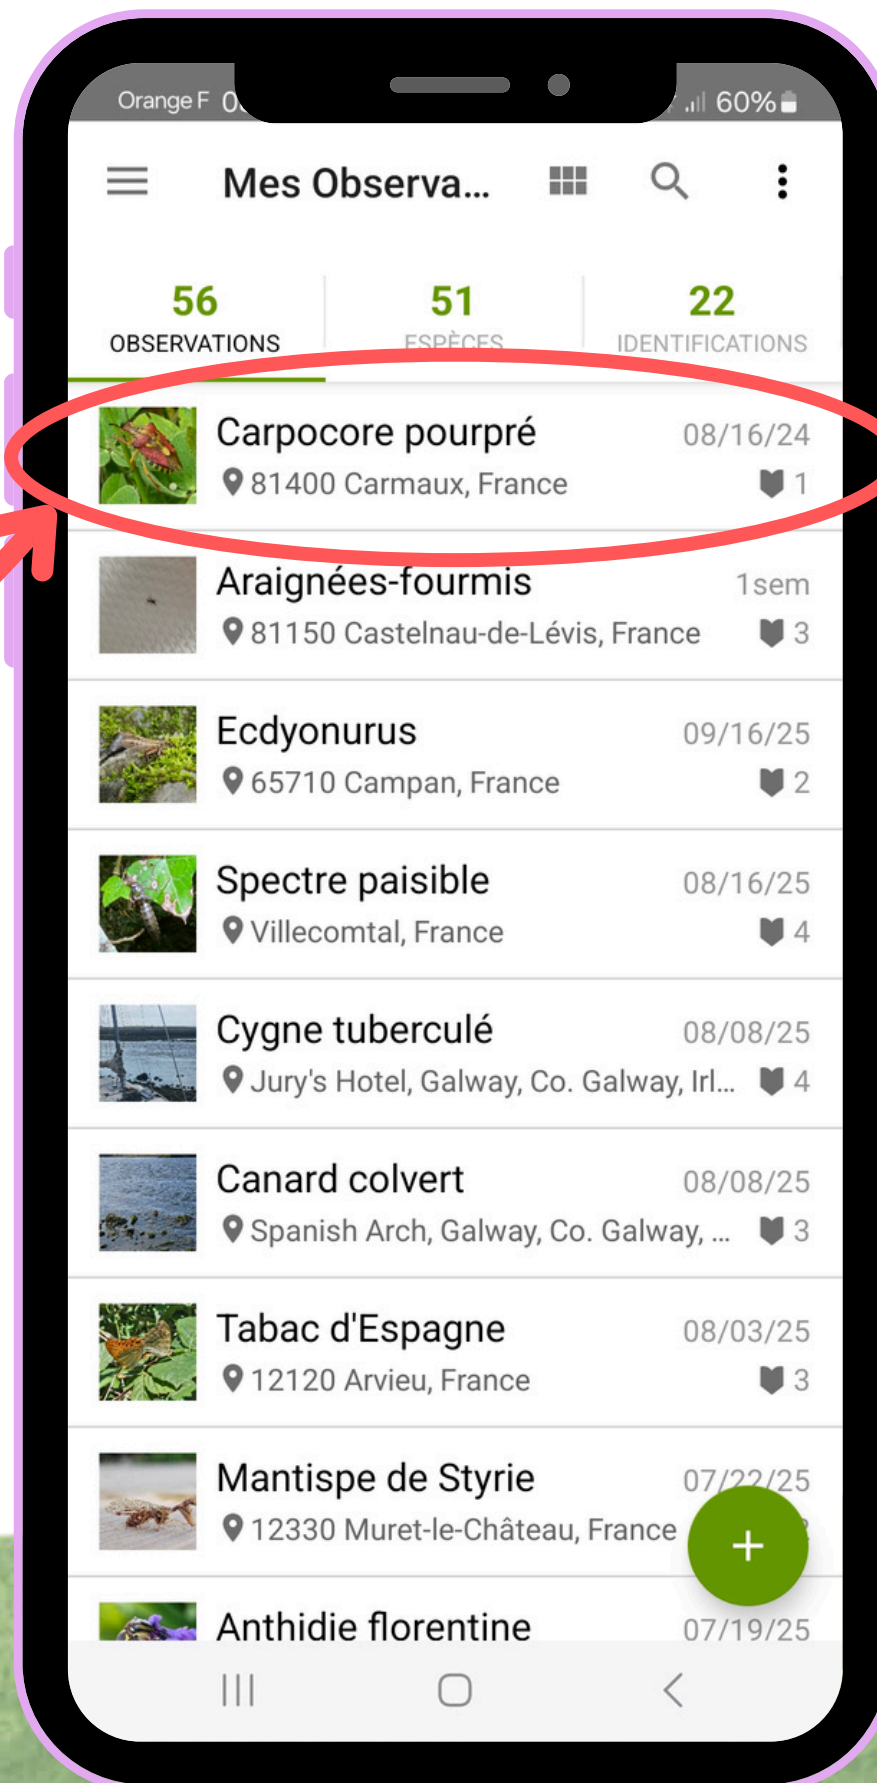 Orange F
60%
Mes Observa...
56 51 22
OBSERVATIONS ESPÈCES IDENTIFICATIONS
Carpocore pourpré 08/16/24
81400 Carmaux, France 1
Araignées-fourmis 1sem
81150 Castelnau-de-Lévis, France 3
Ecdyonurus 09/16/25
65710 Campan, France 2
Spectre paisible 08/16/25
Villecomtal, France 4
Cygne tuberculé 08/08/25
Jury's Hotel, Galway, Co. Galway, Irl... 4
Canard colvert 08/08/25
Spanish Arch, Galway, Co. Galway, ... 3
Tabac d'Espagne 08/03/25
12120 Arvieu, France 3
Mantispe de Styrie 07/22/25
12330 Muret-le-Château, France
+
Anthidie florentine 07/19/25